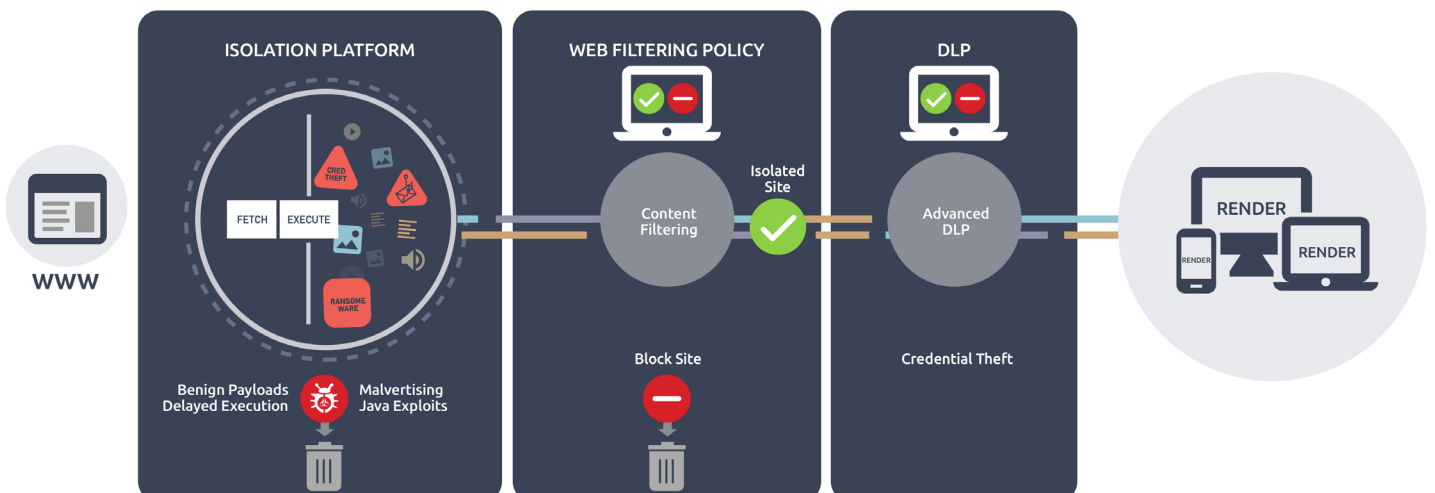 WWW
ISOLATION PLATFORM
CRED
THEFT
FETCH
EXECUTE
RANSOME
WARE
Benign Payloads
Delayed Execution
Malvertising
Java Exploits
WEB FILTERING POLICY
Content
Filtering
Isolated
Site
Block Site
DLP
Advanced
DLP
Credential Theft
RENDER
RENDER
RENDER